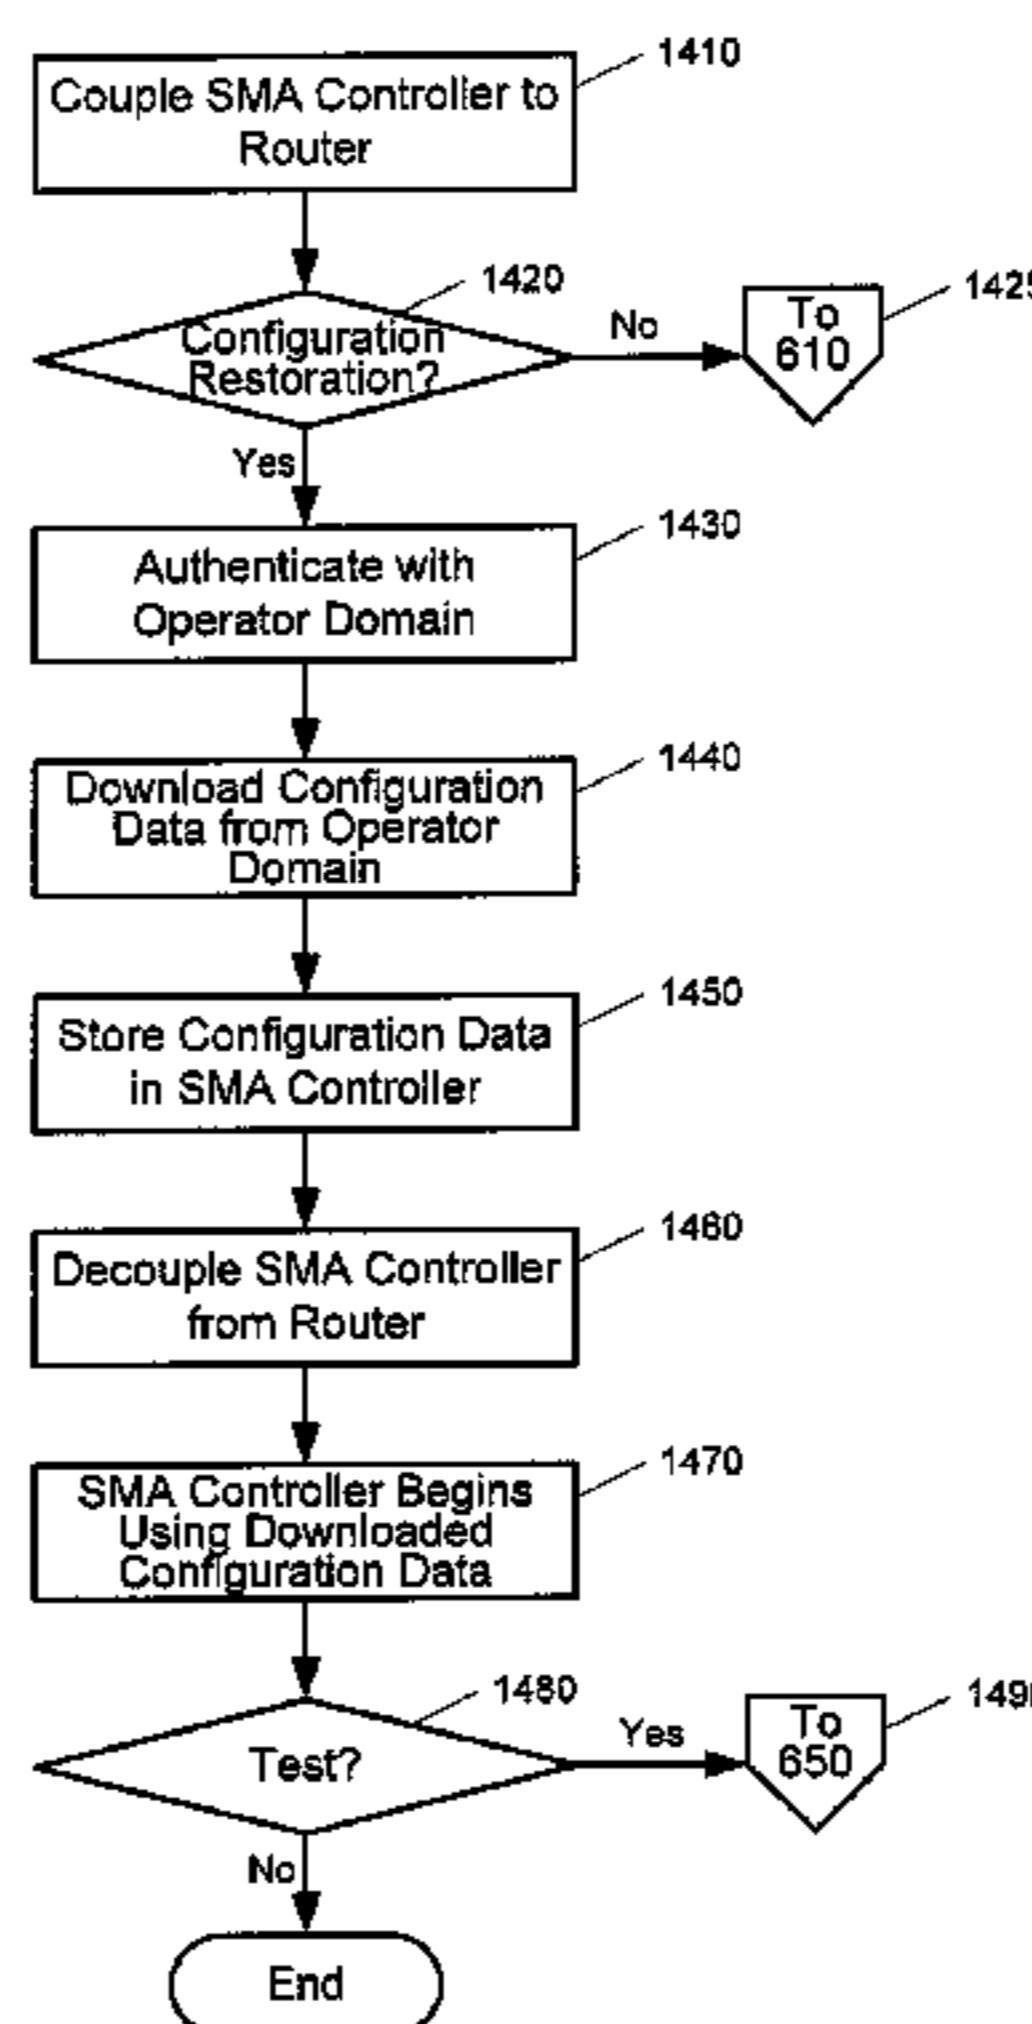 1410
Couple SMA Controller to
Router
1420
Configuration
Restoration?
No
To
610
Yes
1430
Authenticate with
Operator Domain
1440
Download Configuration
Data from Operator
Domain
1450
Store Configuration Data
in SMA Controller
1460
Decouple SMA Controller
from Router
1470
SMA Controller Begins
Using Downloaded
Configuration Data
1480
Test?
Yes
To
650
No
End